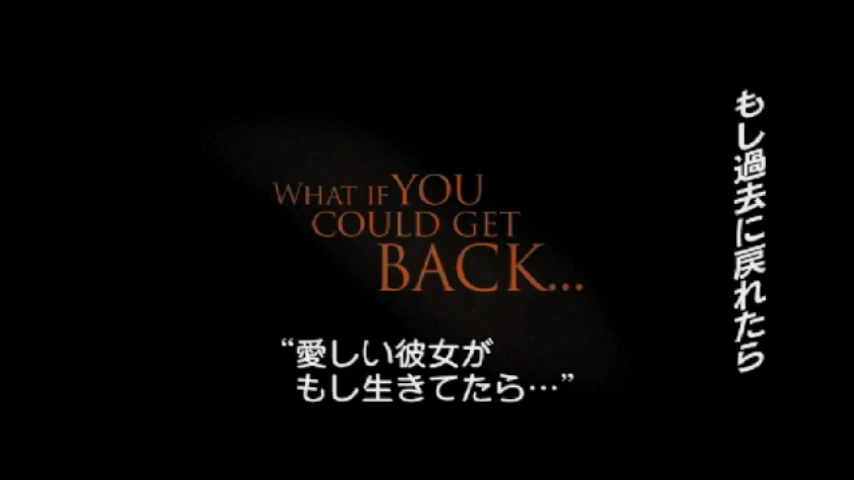 WHAT IF YOU
COULD GET
BACK...
もし過去に戻れたら
“愛しい彼女が
もし生きてたら…”